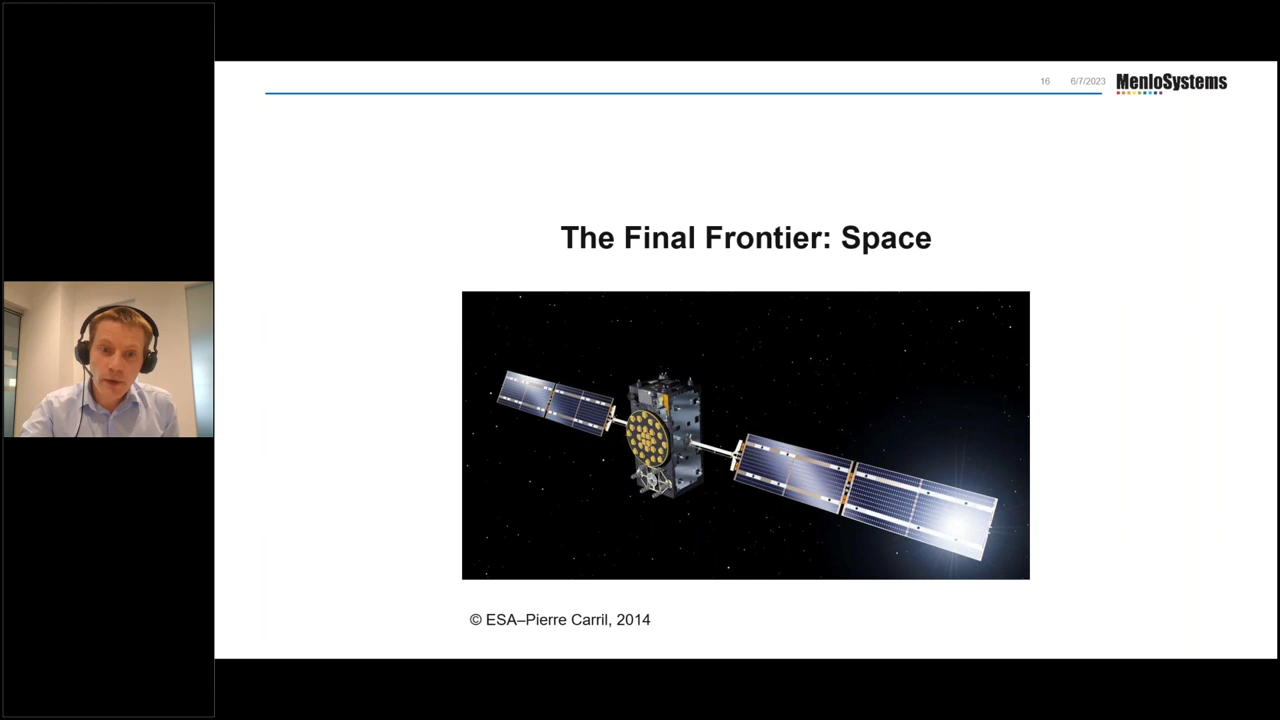 16 6/7/2023 MenloSystems
The Final Frontier: Space
© ESA–Pierre Carril, 2014